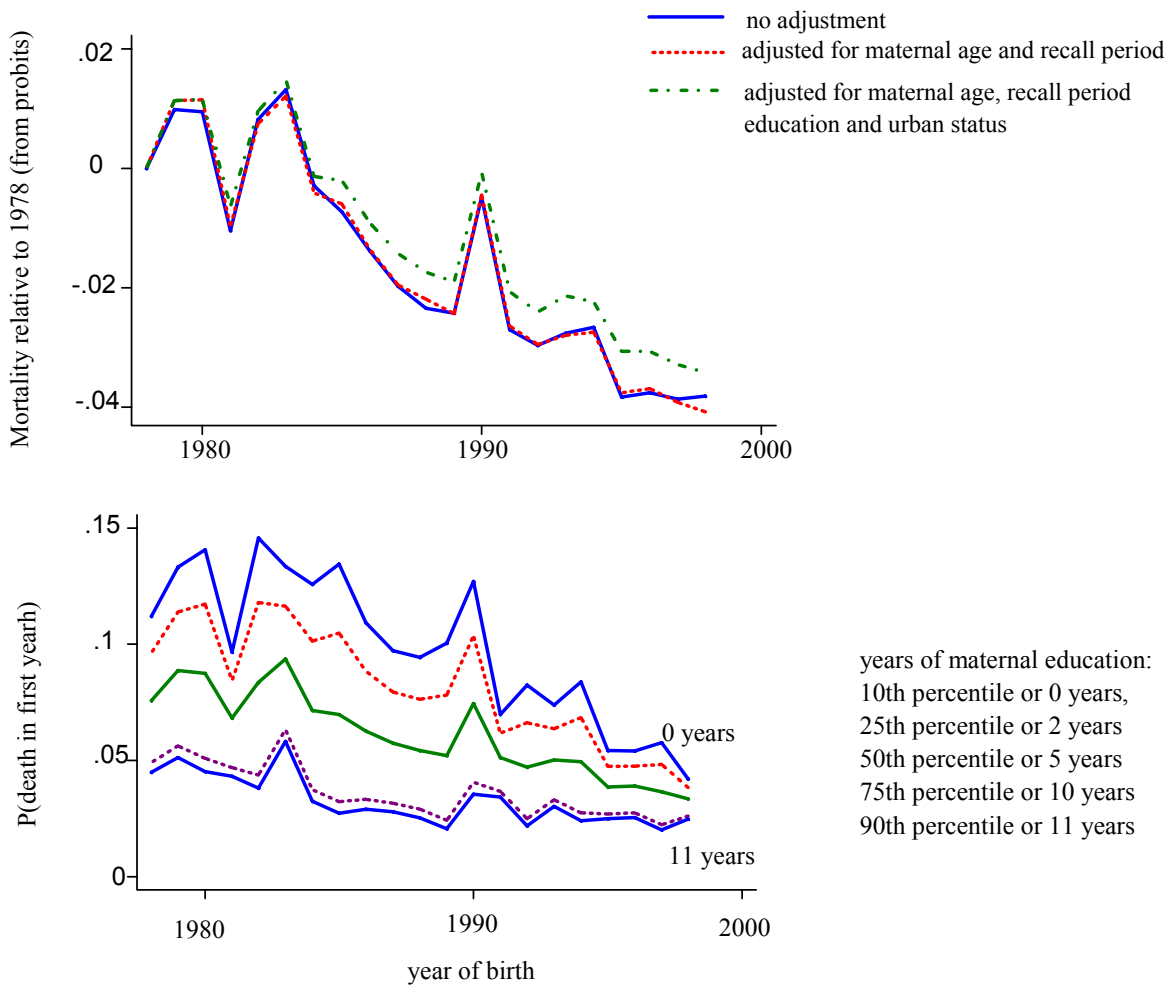 no adjustment
adjusted for maternal age and recall period
adjusted for maternal age, recall period
education and urban status
Mortality relative to 1978 (from probits)
.02
0
-.02
-.04
1980
1990
2000
P(death in first yearh)
.15
.1
.05
0
0 years
11 years
1980
1990
2000
year of birth
years of maternal education:
10th percentile or 0 years,
25th percentile or 2 years
50th percentile or 5 years
75th percentile or 10 years
90th percentile or 11 years